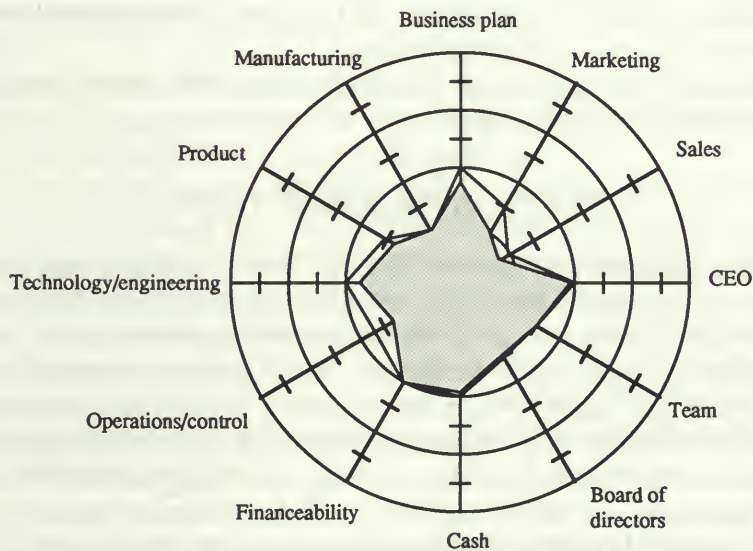 Business plan
Manufacturing
Marketing
Product
Sales
Technology/engineering
CEO
Operations/control
Team
Financeability
Board of
directors
Cash